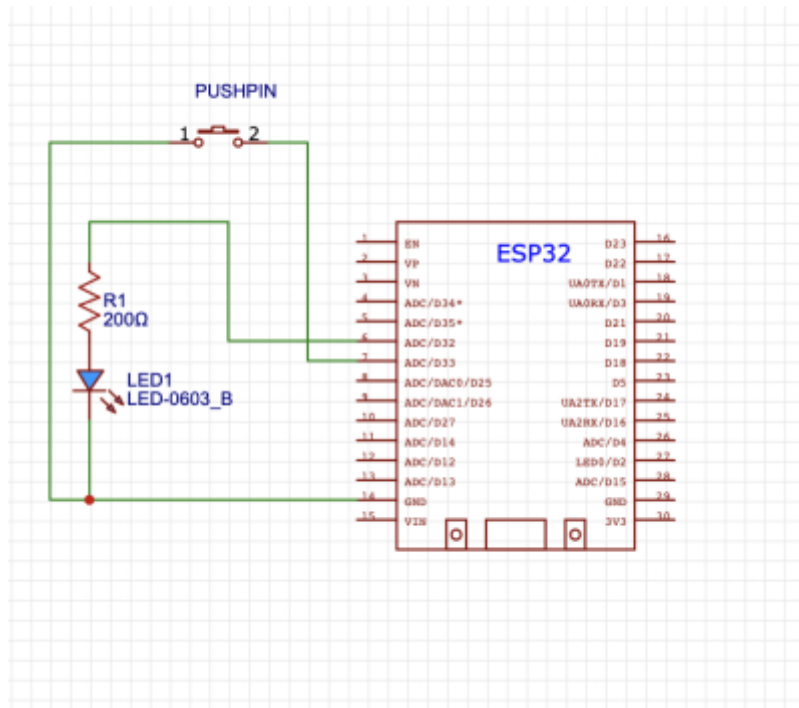 PUSHPIN
1 2
R1
200Ω
LED1
LED-0603_B
ESP32
1 EN
2 VP
3 VN
4 ADC/D34*
5 ADC/D35*
6 ADC/D32
7 ADC/D33
8 ADC/DAC0/D25
9 ADC/DAC1/D26
10 ADC/D27
11 ADC/D14
12 ADC/D12
13 ADC/D13
14 GND
15 VIN
D23 16
D22 17
UA0TX/D1 18
UA0RX/D3 19
D21 20
D19 21
D18 22
D5 23
UA2TX/D17 24
UA2RX/D16 25
ADC/D4 26
LED0/D2 27
ADC/D15 28
GND 29
3V3 30